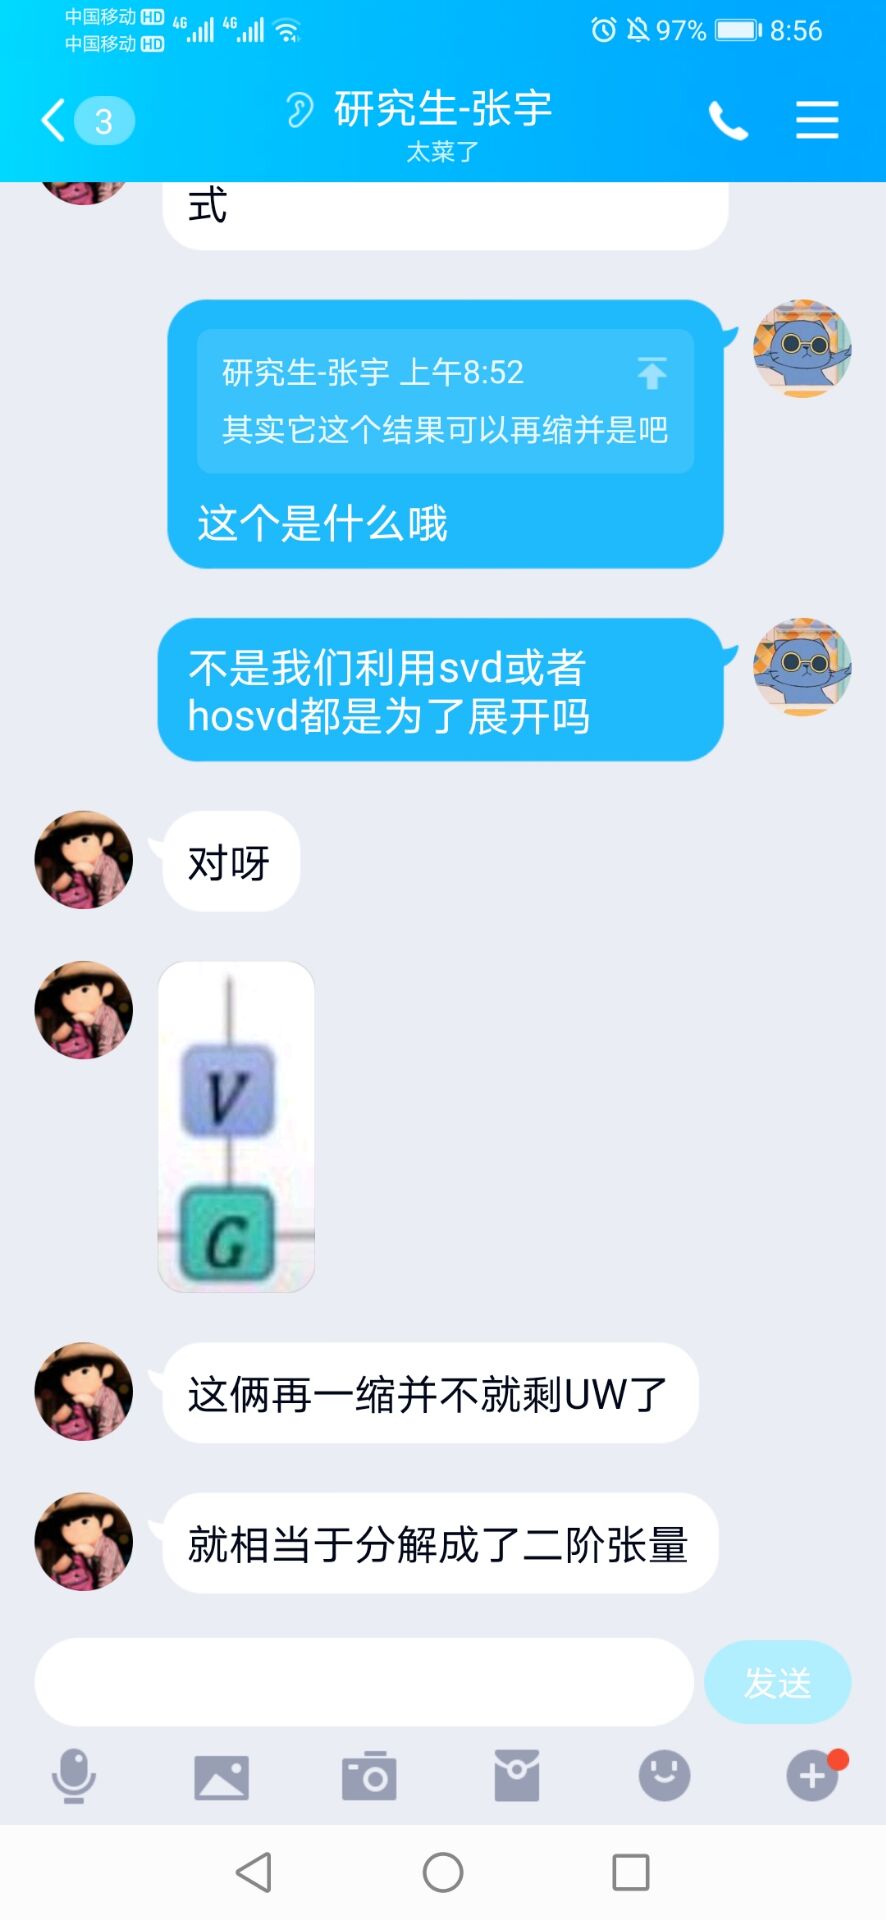 中国移动 HD 4G 4G 97% 8:56
中国移动 HD
3
研究生-张宇
太菜了
式
研究生-张宇 上午8:52
其实它这个结果可以再缩并是吧
这个是什么哦
不是我们利用svd或者
hosvd都是为了展开吗
对呀
V
G
这俩再一缩并不就剩UW了
就相当于分解成了二阶张量
发送